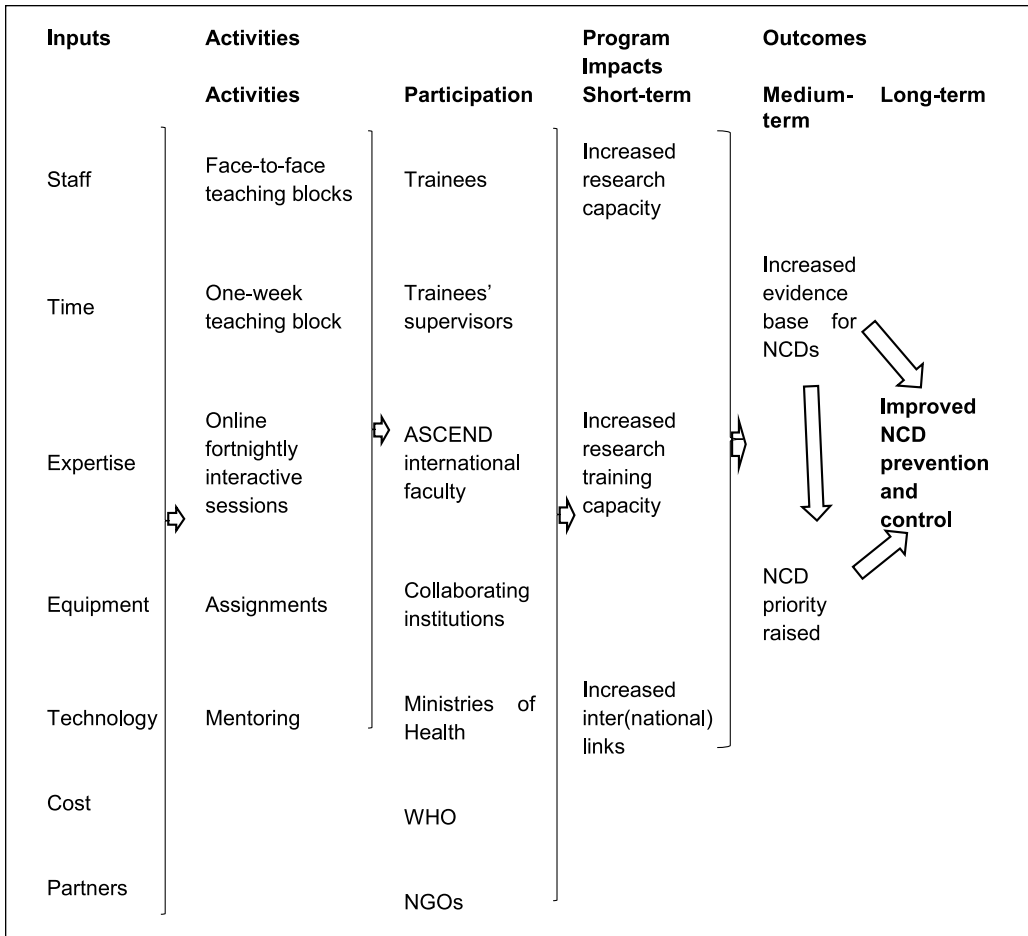 Inputs
Activities
Program
Impacts
Outcomes
Activities
Participation
Short-term
Medium-
term
Long-term
Staff
Time
Expertise
Equipment
Technology
Cost
Partners
Face-to-face
teaching blocks
One-week
teaching block
Online
fortnightly
interactive
sessions
Assignments
Mentoring
Trainees
Trainees’
supervisors
ASCEND
international
faculty
Collaborating
institutions
Ministries of
Health
WHO
NGOs
Increased
research
capacity
Increased
research
training
capacity
Increased
inter(national)
links
Increased
evidence
base for
NCDs
NCD
priority
raised
Improved
NCD
prevention
and
control